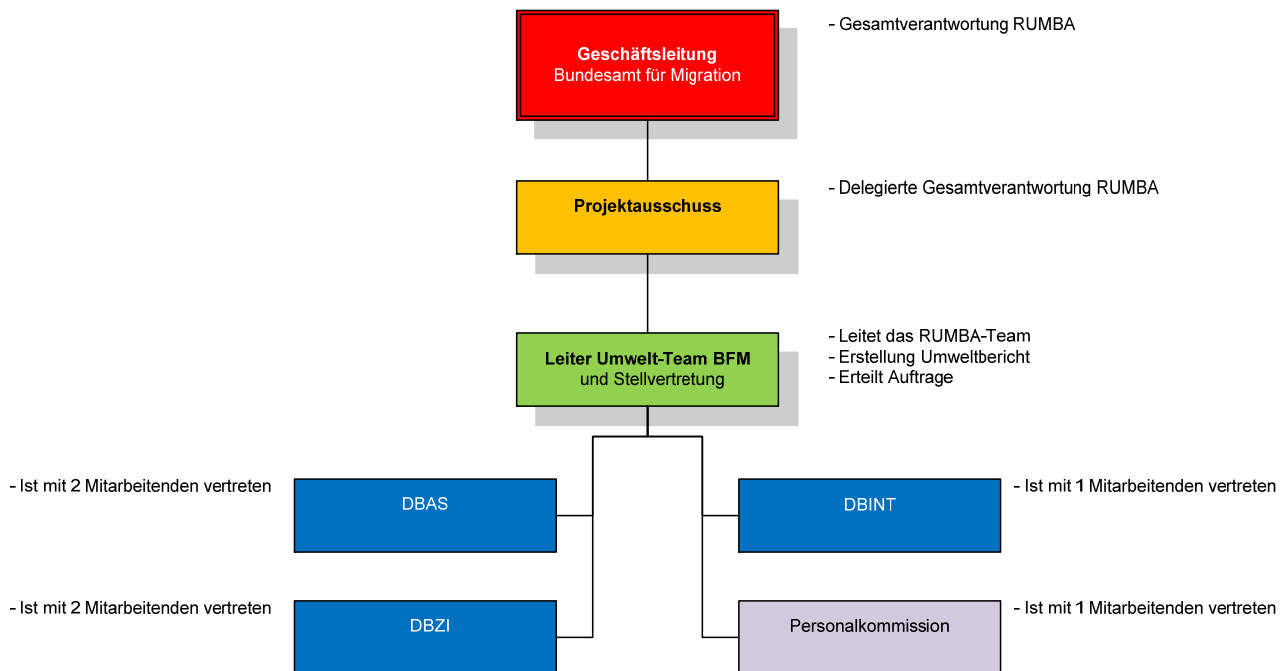 Geschäftsleitung
Bundesamt für Migration
- Gesamtverantwortung RUMBA
Projektausschuss
- Delegierte Gesamtverantwortung RUMBA
Leiter Umwelt-Team BFM
und Stellvertretung
- Leitet das RUMBA-Team
- Erstellung Umweltbericht
- Erteilt Auftrage
- Ist mit 2 Mitarbeitenden vertreten
DBAS
DBINT
- Ist mit 1 Mitarbeitenden vertreten
- Ist mit 2 Mitarbeitenden vertreten
DBZI
Personalkommission
- Ist mit 1 Mitarbeitenden vertreten